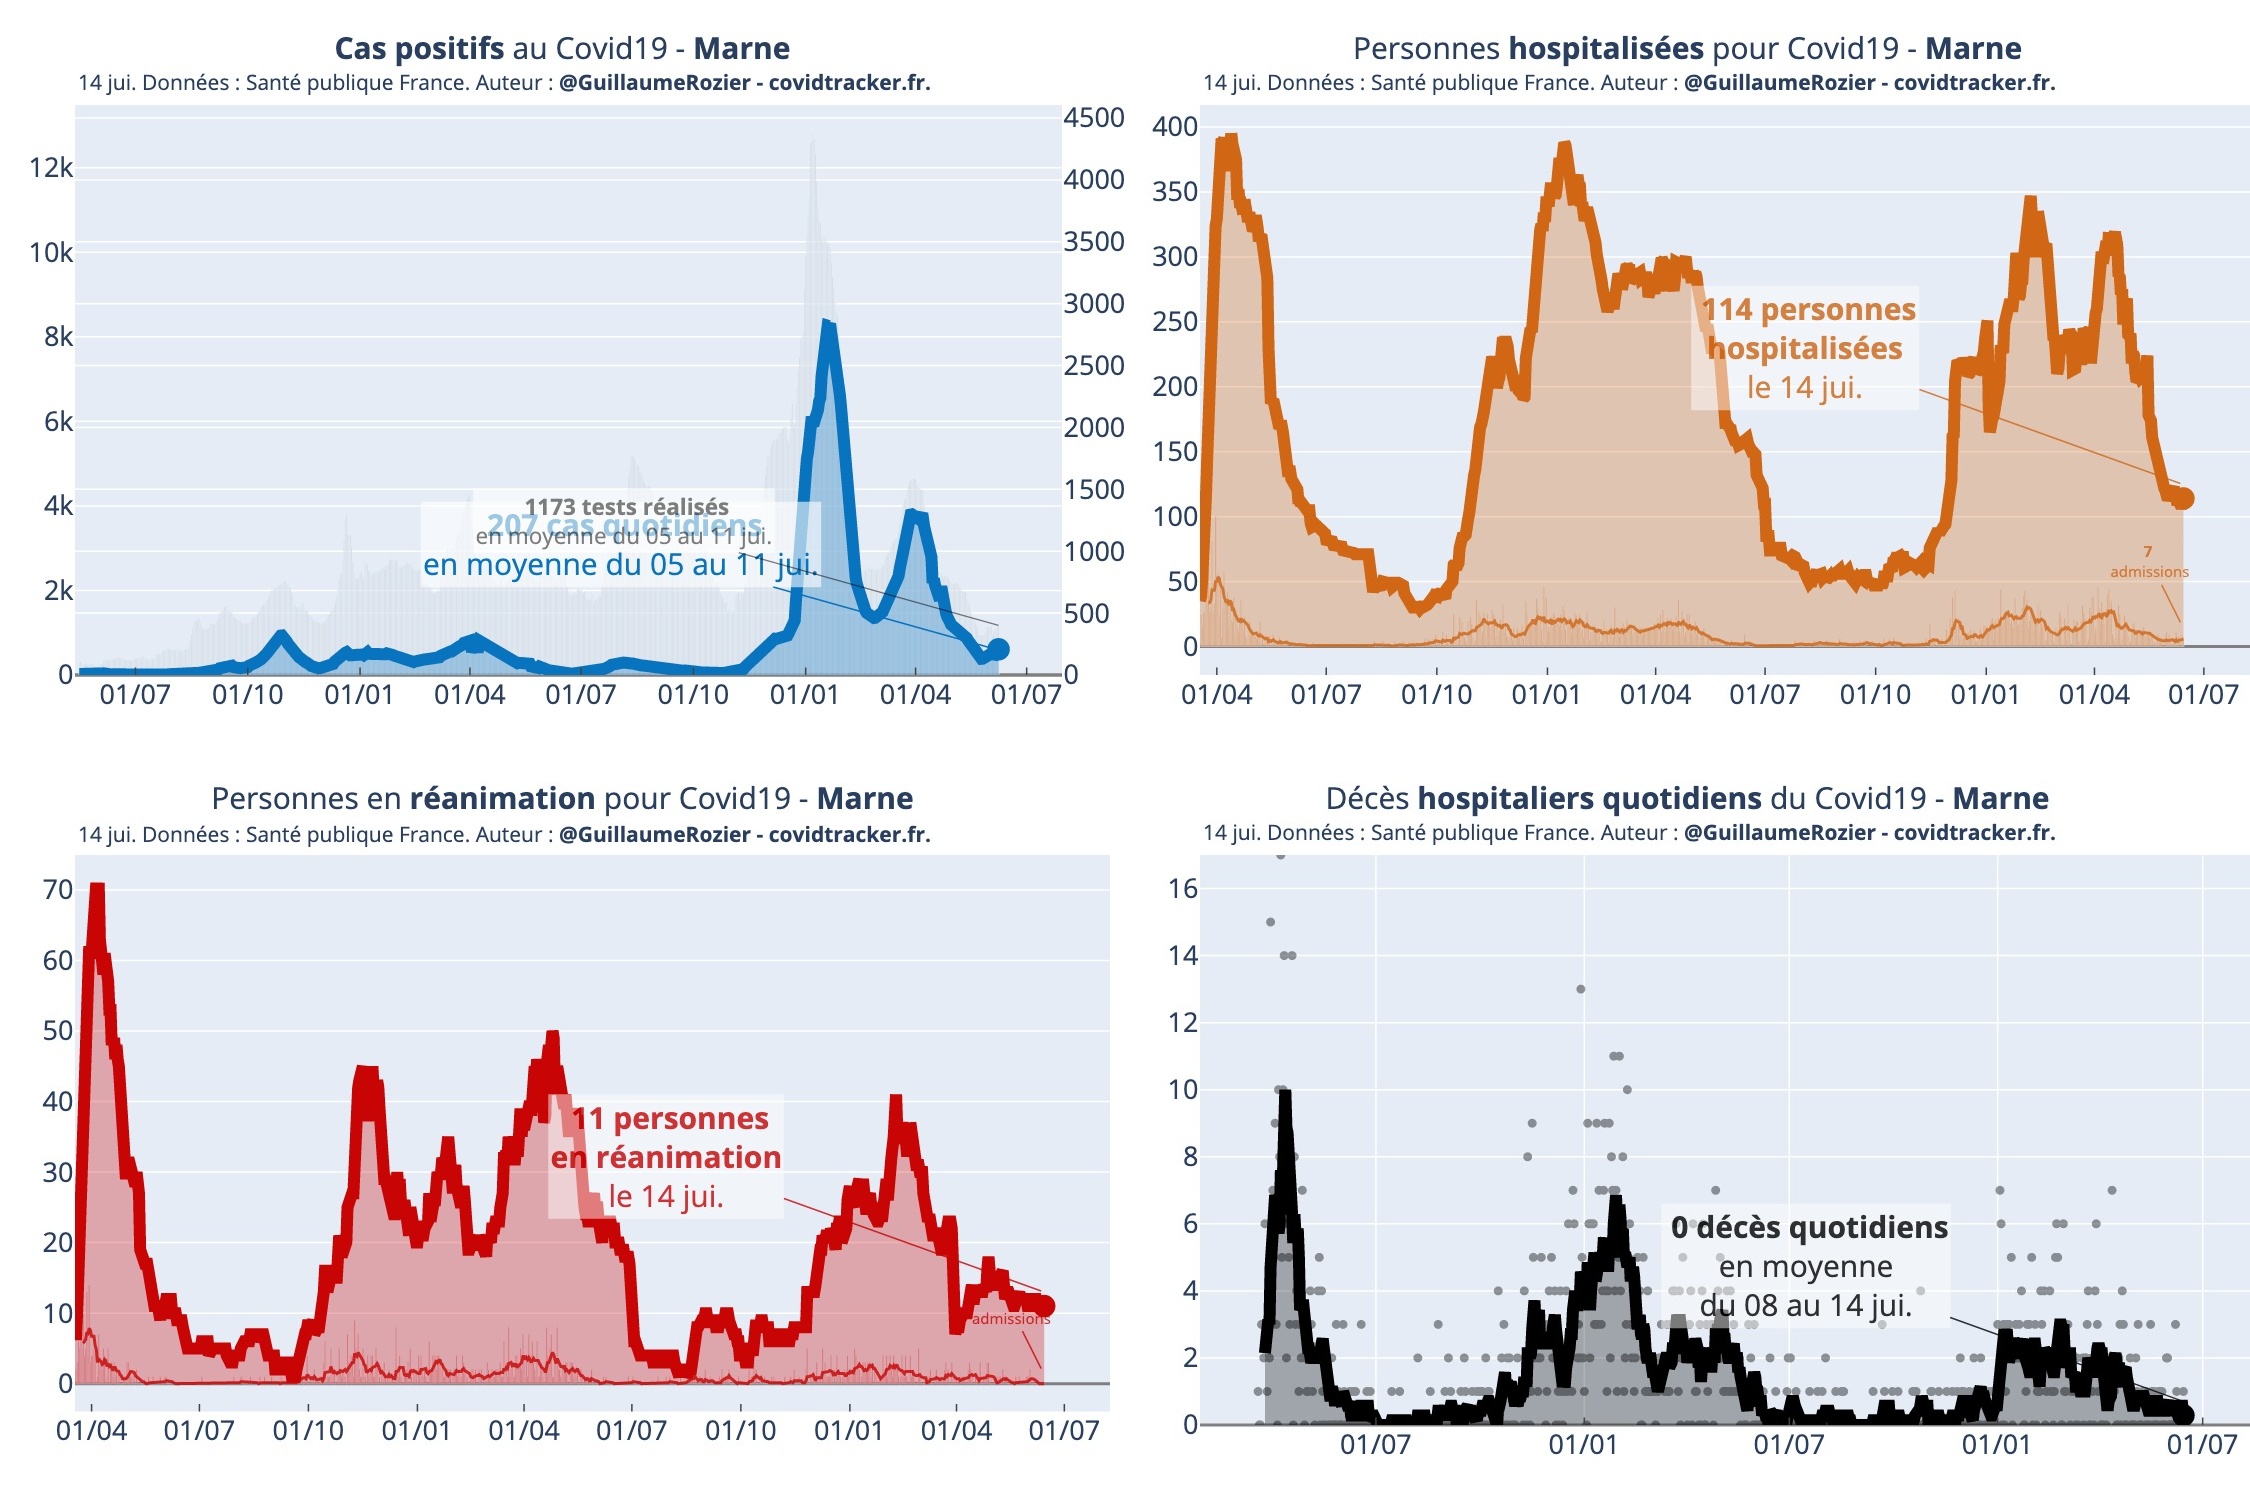 Cas positifs au Covid19 - Marne
14 jui. Données : Santé publique France. Auteur : @GuillaumeRozier - covidtracker.fr.
12k
10k
8k
6k
4k
2k
0
4500
4000
3500
3000
2500
2000
1500
1000
500
0
1173 tests réalisés
en moyenne du 05 au 11 jui.
207 cas quotidiens
en moyenne du 05 au 11 jui.
01/07 01/10 01/01 01/04 01/07 01/10 01/01 01/04 01/07
Personnes hospitalisées pour Covid19 - Marne
14 jui. Données : Santé publique France. Auteur : @GuillaumeRozier - covidtracker.fr.
400
350
300
250
200
150
100
50
0
114 personnes
hospitalisées
le 14 jui.
7
admissions
01/04 01/07 01/10 01/01 01/04 01/07 01/10 01/01 01/04 01/07
Personnes en réanimation pour Covid19 - Marne
14 jui. Données : Santé publique France. Auteur : @GuillaumeRozier - covidtracker.fr.
70
60
50
40
30
20
10
0
11 personnes
en réanimation
le 14 jui.
admissions
01/04 01/07 01/10 01/01 01/04 01/07 01/10 01/01 01/04 01/07
Décès hospitaliers quotidiens du Covid19 - Marne
14 jui. Données : Santé publique France. Auteur : @GuillaumeRozier - covidtracker.fr.
16
14
12
10
8
6
4
2
0
0 décès quotidiens
en moyenne
du 08 au 14 jui.
01/07 01/01 01/07 01/01 01/07